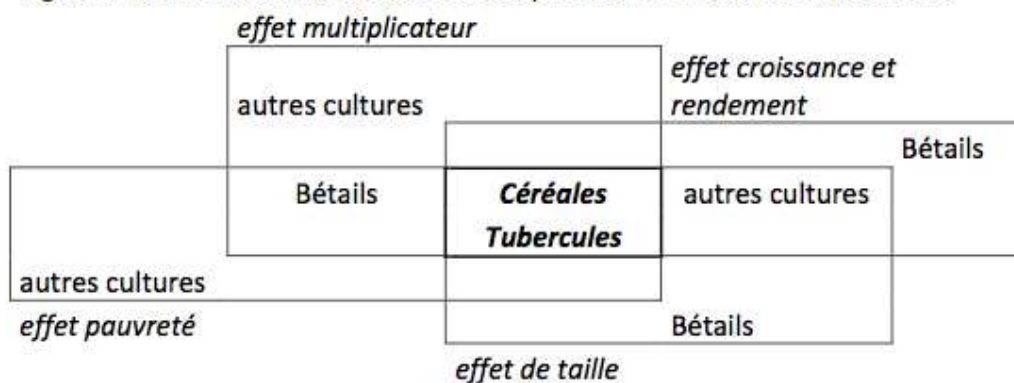 effet multiplicateur
effet croissance et
rendement
autres cultures
Bétails
Bétails
Céréales
autres cultures
Tubercules
autres cultures
effet pauvreté
Bétails
effet de taille